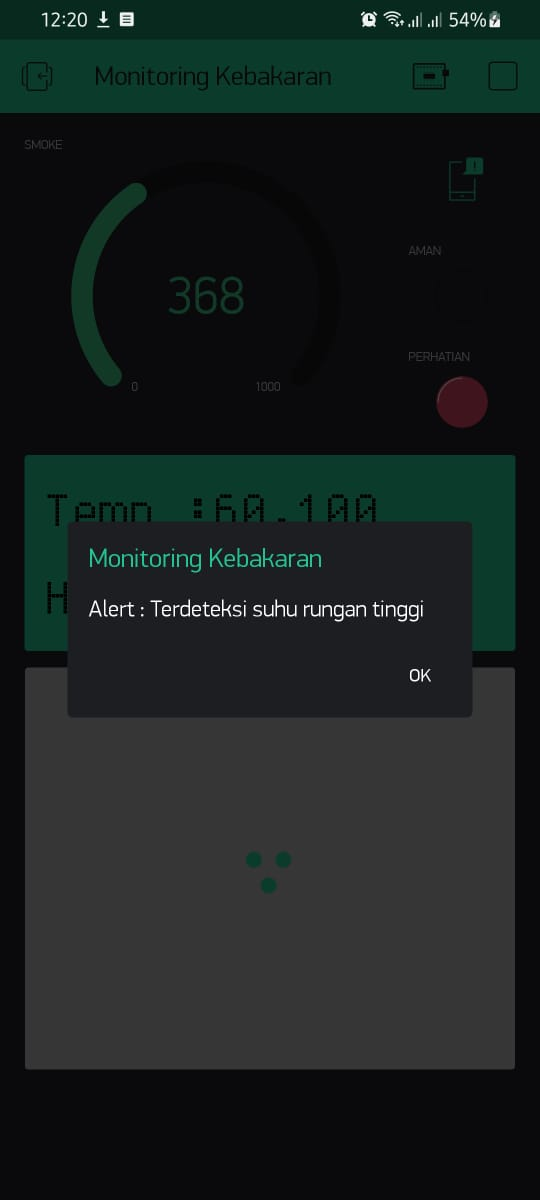 12:20
54%
Monitoring Kebakaran
SMOKE
368
0
1000
AMAN
PERHATIAN
Temp :60.100
H
Monitoring Kebakaran
Alert : Terdeteksi suhu rungan tinggi
OK